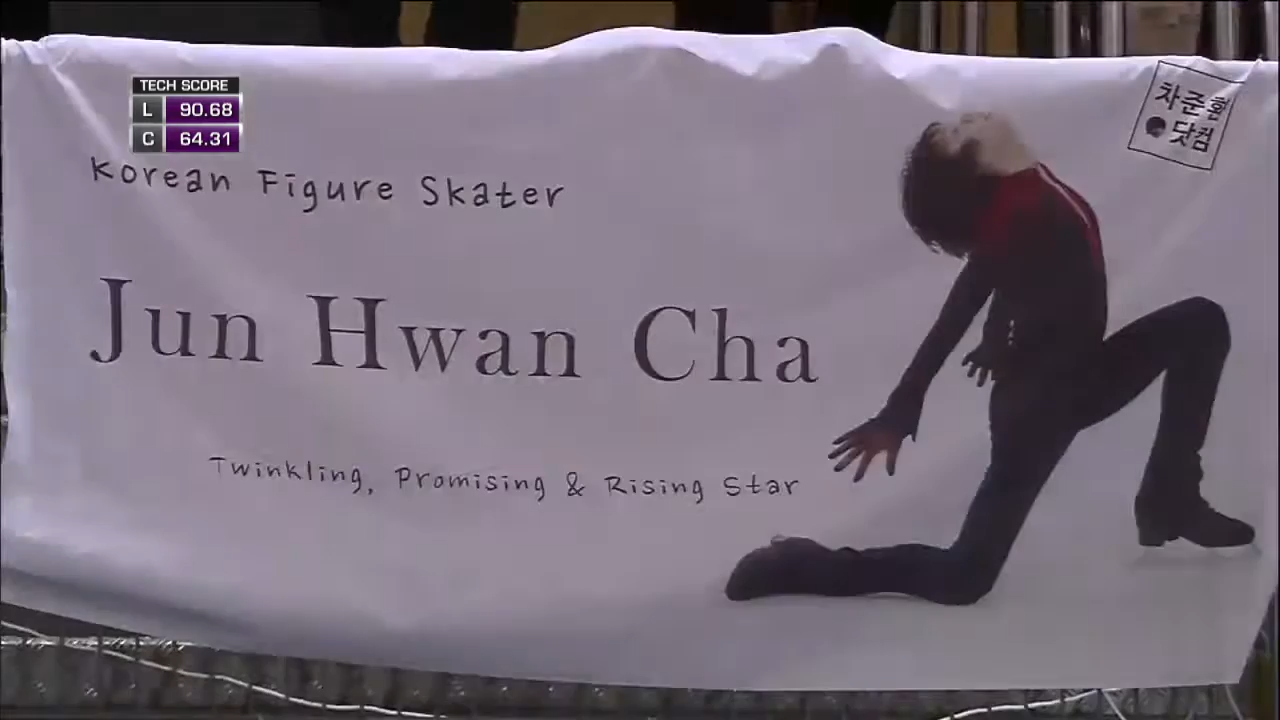 TECH SCORE
L 90.68
C 64.31
Korean Figure Skater
Jun Hwan Cha
Twinkling, Promising & Rising Star
차준환
닷컴